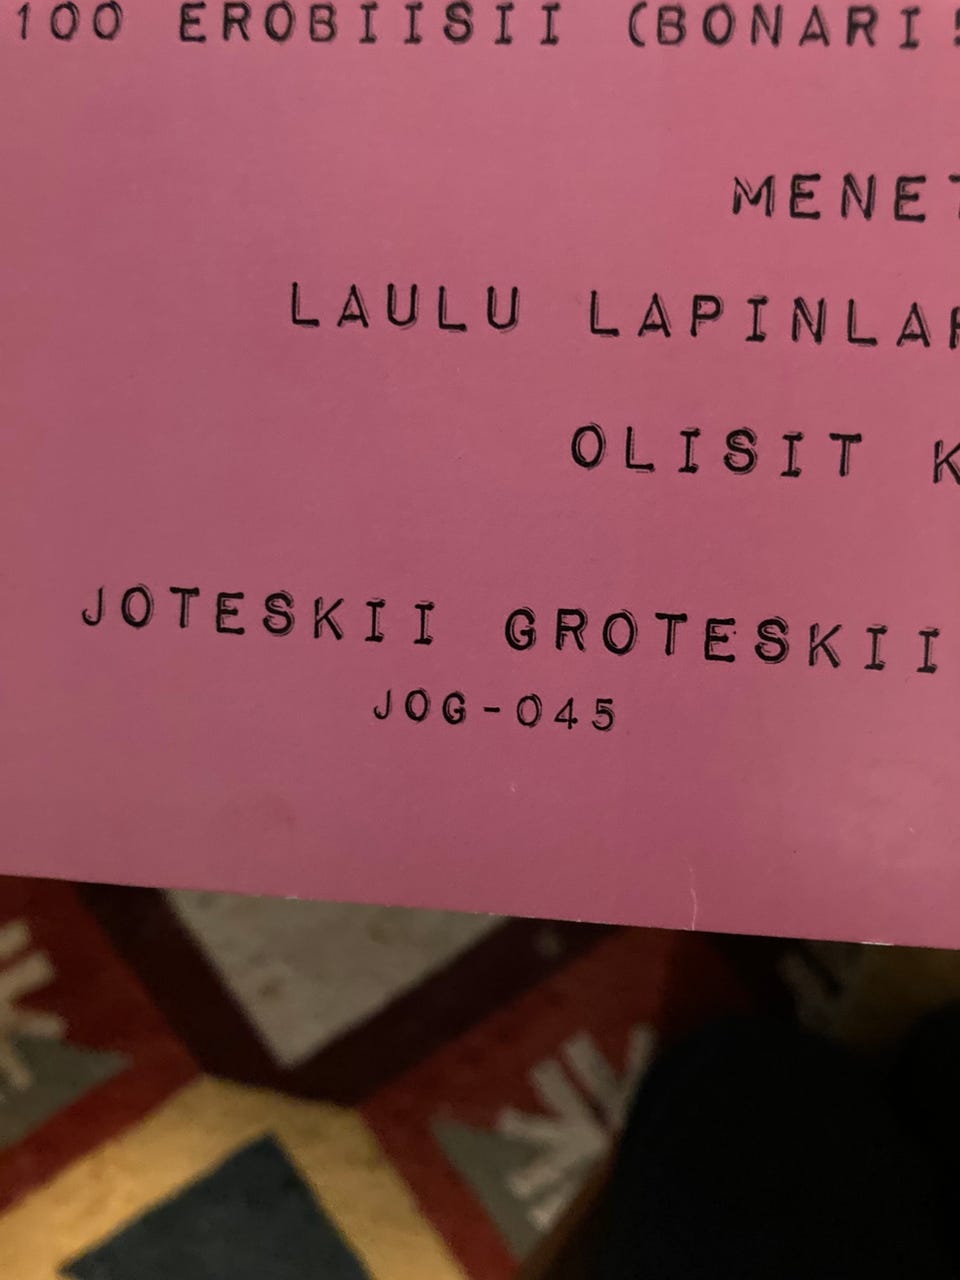 100 EROBIISII (BONARI
MENE
LAULU LAPINLA
OLISIT K
JOTESKII GROTESKII
JOG-045